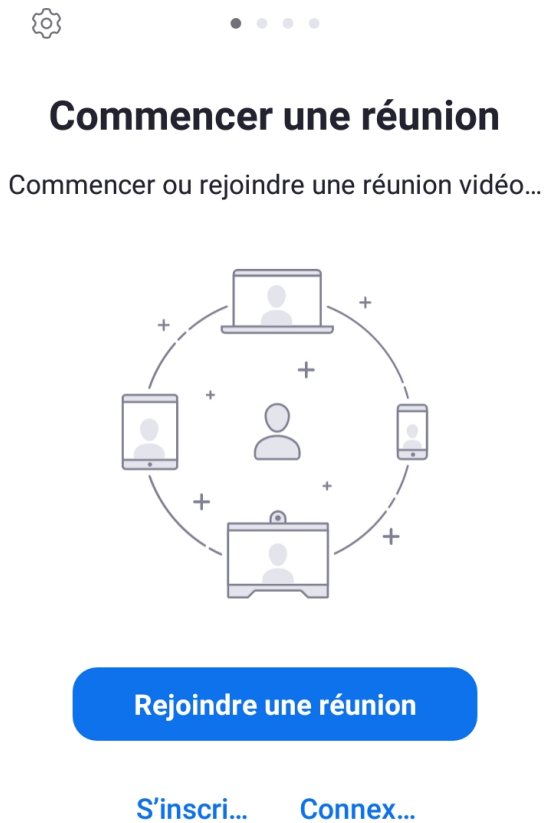 Commencer une réunion
Commencer ou rejoindre une réunion vidéo...
Rejoindre une réunion
S'inscri...
Connex...